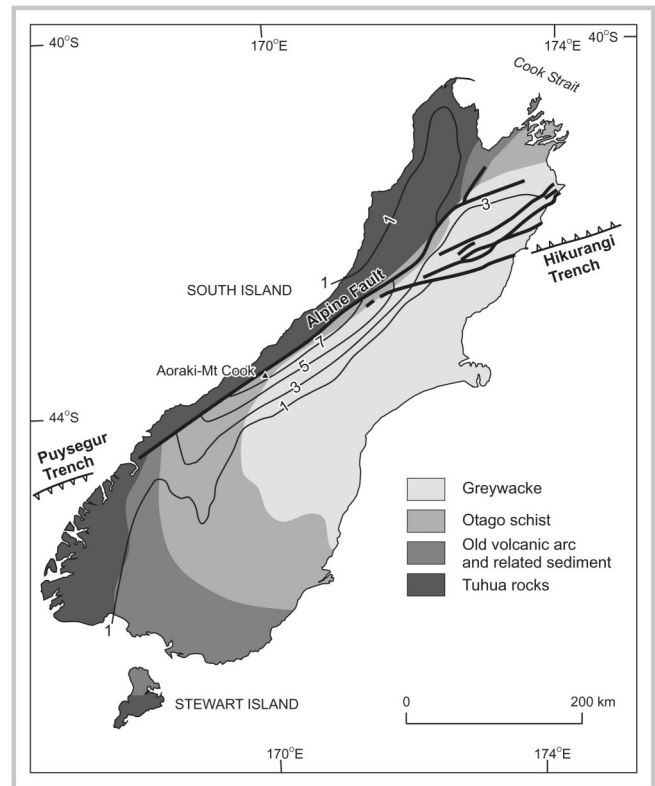 40°S
170°E
174°E
40°S
Cook Strait
3
1
Hikurangi
Trench
1
SOUTH ISLAND
Alpine Fault
7
Aoraki-Mt Cook
5
3
1
44°S
Puysegur
Trench
Greywacke
Otago schist
Old volcanic arc
and related sediment
Tuhua rocks
1
STEWART ISLAND
0
200 km
170°E
174°E